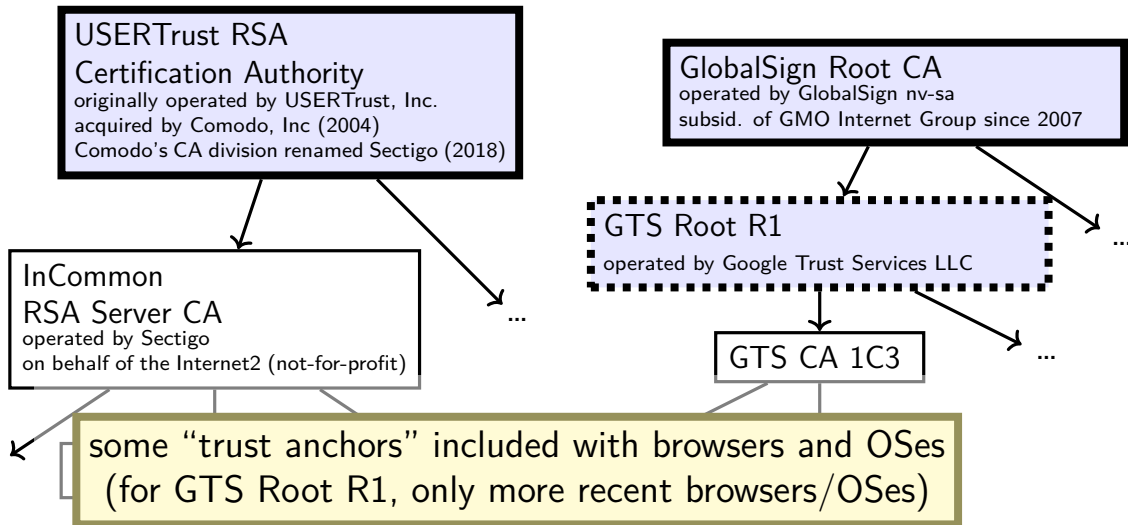 USERTrust RSA
Certification Authority
originally operated by USERTrust, Inc.
acquired by Comodo, Inc (2004)
Comodo's CA division renamed Sectigo (2018)
GlobalSign Root CA
operated by GlobalSign nv-sa
subsid. of GMO Internet Group since 2007
GTS Root R1
operated by Google Trust Services LLC
...
InCommon
RSA Server CA
operated by Sectigo
on behalf of the Internet2 (not-for-profit)
...
GTS CA 1C3
...
some “trust anchors” included with browsers and OSes
(for GTS Root R1, only more recent browsers/OSes)